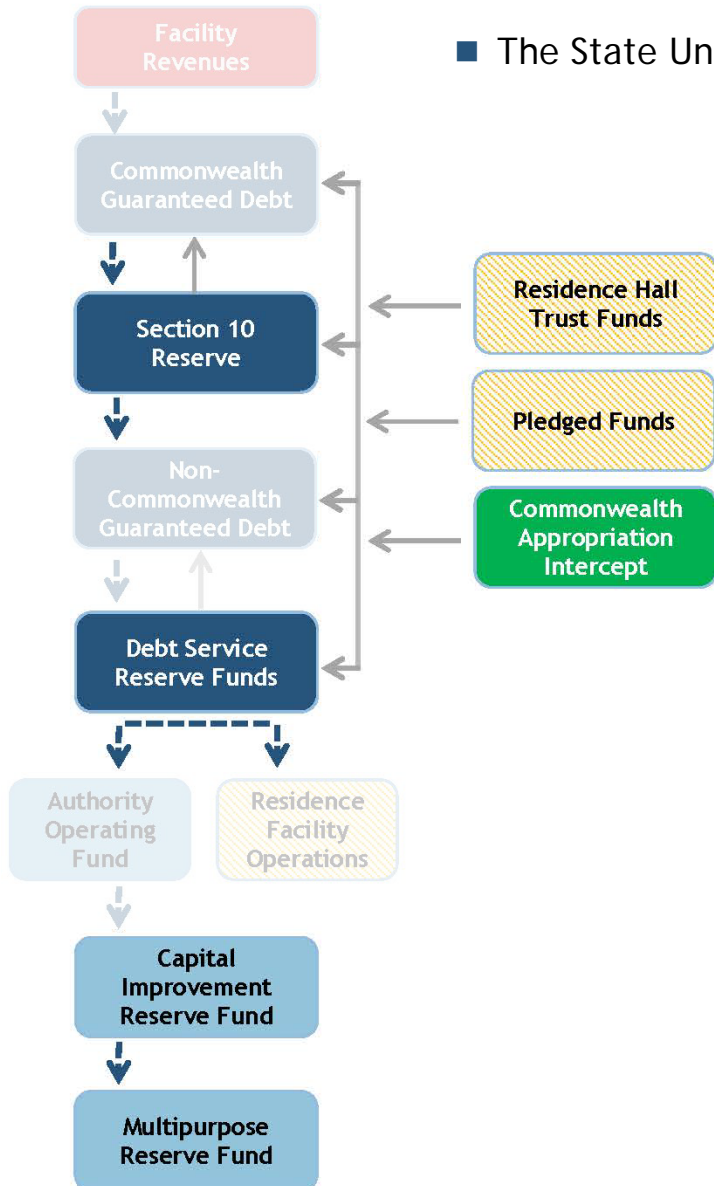 Facility
Revenues
■ The State Un
Commonwealth
Guaranteed Debt
Section 10
Reserve
Residence Hall
Trust Funds
Pledged Funds
Non-
Commonwealth
Guaranteed Debt
Commonwealth
Appropriation
Intercept
Debt Service
Reserve Funds
Authority
Operating
Fund
Residence
Facility
Operations
Capital
Improvement
Reserve Fund
Multipurpose
Reserve Fund